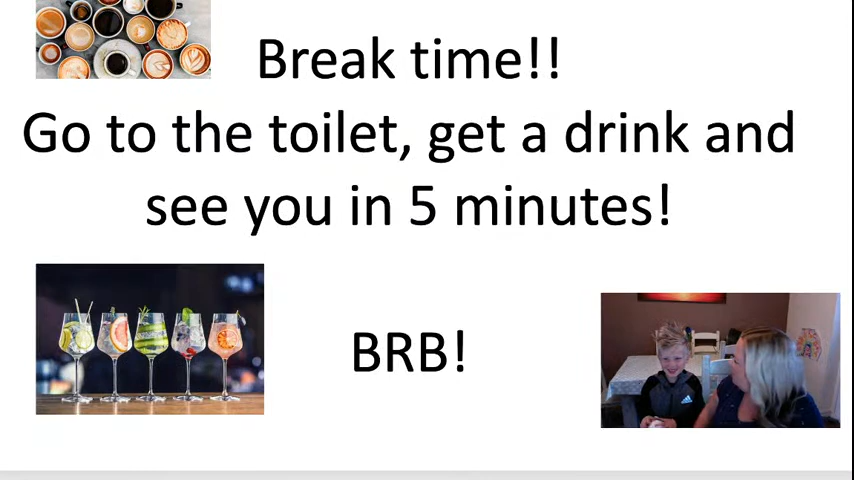 Break time!!
Go to the toilet, get a drink and
see you in 5 minutes!
BRB!